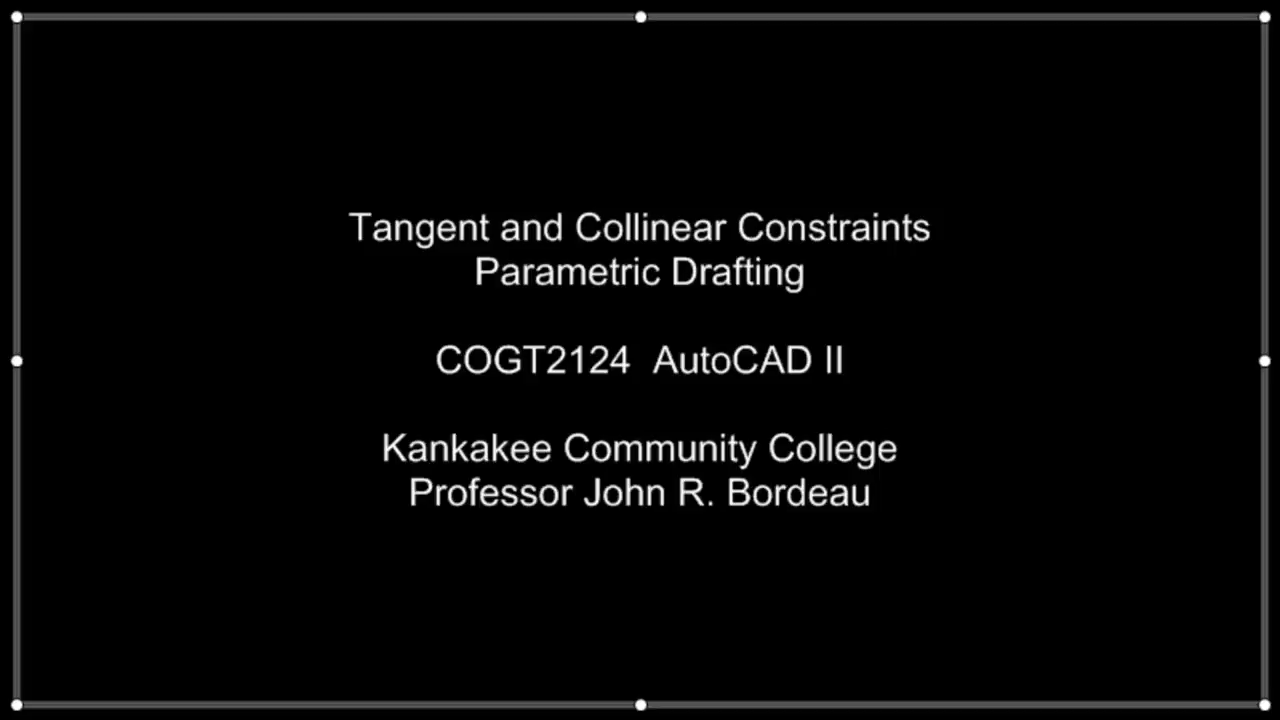 Tangent and Collinear Constraints
Parametric Drafting
COGT2124 AutoCAD II
Kankakee Community College
Professor John R. Bordeau